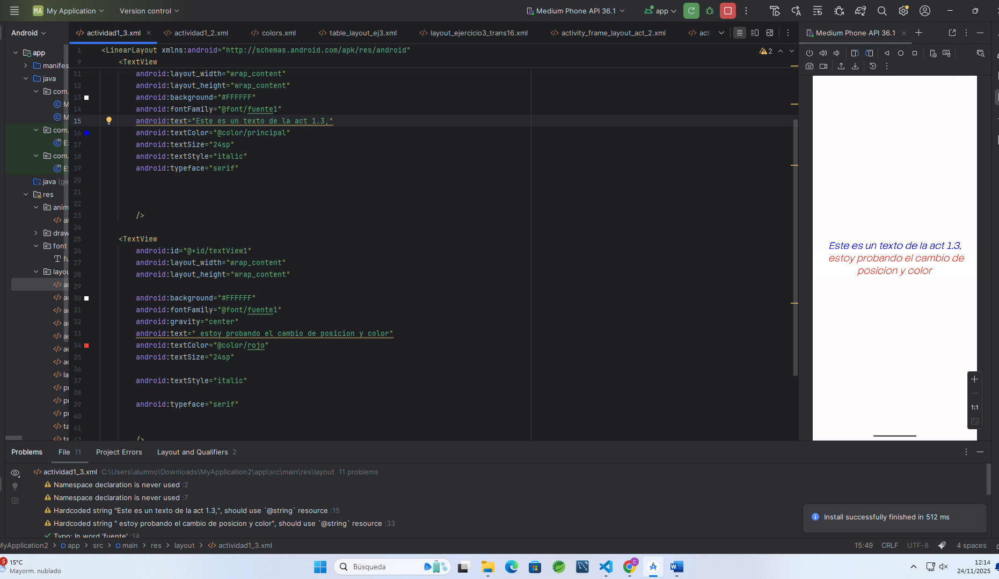 MA My Application Version control Medium Phone API 36.1 app
Android actividad1_3.xml actividad1_2.xml colors.xml table_layout_ej3.xml layout_ejercicio3_trans16.xml activity_frame_layout_act_2.xml act Medium Phone API 36.1
app
manifes
java
com.
M
M
com.
E
com.
E
java (ge
res
anim
ar
draw
font
fu
layou
ac
ac
ac
ac
ac
ac
ac
la
pr
pr
pr
ta
ta
2
1 <LinearLayout xmlns:android="http://schemas.android.com/apk/res/android"
9 <TextView
11 android:layout_width="wrap_content"
12 android:layout_height="wrap_content"
13 android:background="#FFFFFF"
14 android:fontFamily="@font/fuente1"
15 android:text="Este es un texto de la act 1.3,"
16 android:textColor="@color/principal"
17 android:textSize="24sp"
18 android:textStyle="italic"
19 android:typeface="serif"
20
21
22
23 />
24
25 <TextView
26 android:id="@+id/textView1"
27 android:layout_width="wrap_content"
28 android:layout_height="wrap_content"
29
30 android:background="#FFFFFF"
31 android:fontFamily="@font/fuente1"
32 android:gravity="center"
33 android:text=" estoy probando el cambio de posicion y color"
34 android:textColor="@color/rojo"
35 android:textSize="24sp"
36
37 android:textStyle="italic"
38
39 android:typeface="serif"
40
41
42 />
Este es un texto de la act 1.3,
estoy probando el cambio de
posicion y color
1:1
Problems File 11 Project Errors Layout and Qualifiers 2
actividad1_3.xml C:\Users\alumno\Downloads\MyApplication2\app\src\main\res\layout 11 problems
Namespace declaration is never used :2
Namespace declaration is never used :7
Hardcoded string "Este es un texto de la act 1.3,", should use `@string` resource :15
Hardcoded string " estoy probando el cambio de posicion y color", should use `@string` resource :33
Typo: In word 'fuente' :14
Install successfully finished in 512 ms
MyApplication2 app src main res layout actividad1_3.xml 15:49 CRLF UTF-8 4 spaces
5
15°C
Mayorm. nublado
Búsqueda
C
12:14
24/11/2025